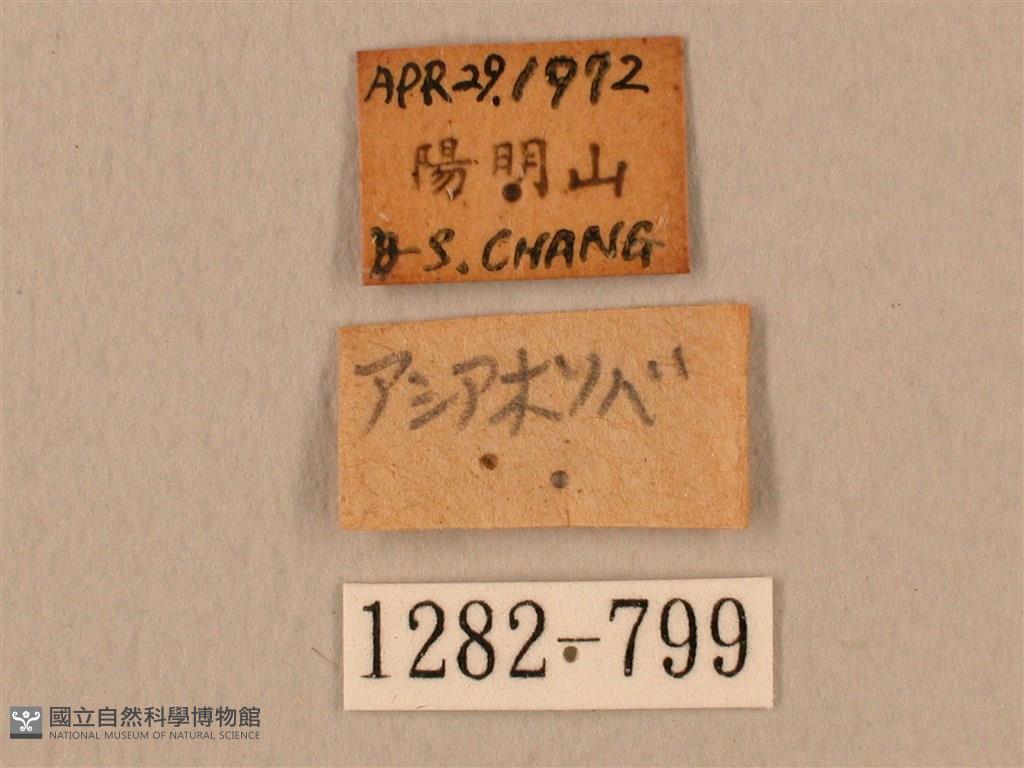 APR 29. 1972
陽明山
S. CHANG
アシアホソバ
1282-799
國立自然科學博物館
NATIONAL MUSEUM OF NATURAL SCIENCE